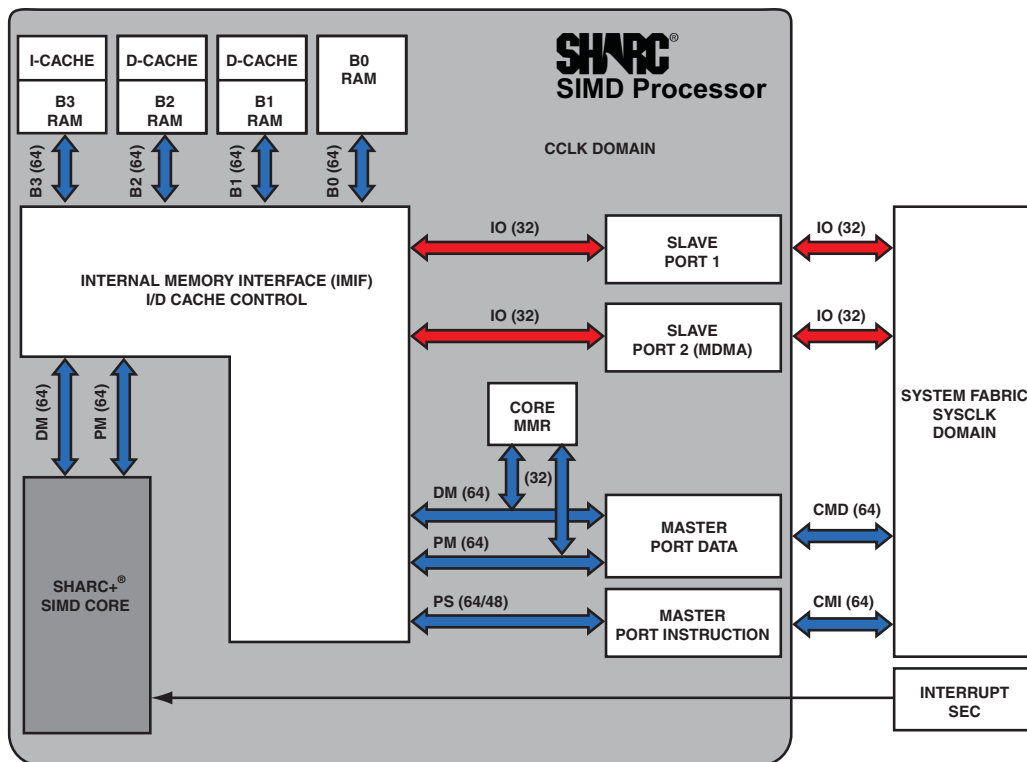 SHARC®
SIMD Processor
I-CACHE
B3
RAM
D-CACHE
B2
RAM
D-CACHE
B1
RAM
B0
RAM
CCLK DOMAIN
B3 (64)
B2 (64)
B1 (64)
B0 (64)
INTERNAL MEMORY INTERFACE (IMIF)
I/D CACHE CONTROL
IO (32)
SLAVE
PORT 1
IO (32)
IO (32)
SLAVE
PORT 2 (MDMA)
IO (32)
SYSTEM FABRIC
SYSCLK
DOMAIN
DM (64)
PM (64)
CORE
MMR
(32)
DM (64)
PM (64)
MASTER
PORT DATA
CMD (64)
SHARC+®
SIMD CORE
PS (64/48)
MASTER
PORT INSTRUCTION
CMI (64)
INTERRUPT
SEC